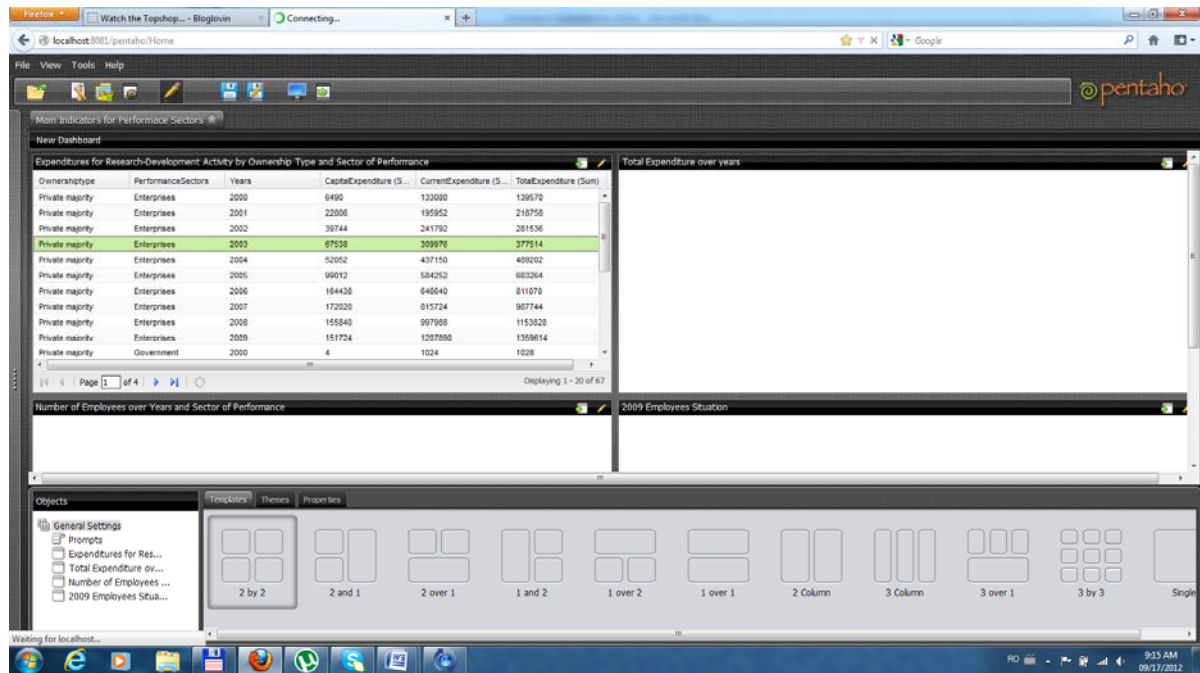 Firefox
Watch the Topshop... - Bloglovin
Connecting...
localhost:8081/pentaho/Home
Google
File View Tools Help
pentaho
Main Indicators for Performace Sectors
New Dashboard
Expenditures for Research-Development Activity by Ownership Type and Sector of Performance
Total Expenditure over years
Ownershiptype PerformanceSectors Years CapitalExpenditure (S... CurrentExpenditure (S... TotalExpenditure (Sum)
Private majority Enterprises 2000 6490 133080 139570
Private majority Enterprises 2001 22806 195952 218758
Private majority Enterprises 2002 39744 241792 281536
Private majority Enterprises 2003 67538 309976 377514
Private majority Enterprises 2004 52052 437150 489202
Private majority Enterprises 2005 99012 584252 683264
Private majority Enterprises 2006 164438 646640 811078
Private majority Enterprises 2007 172020 815724 987744
Private majority Enterprises 2008 155840 997988 1153828
Private majority Enterprises 2009 151724 1207890 1359614
Private majority Government 2000 4 1024 1028
Page 1 of 4
Displaying 1 - 20 of 67
Number of Employees over Years and Sector of Performance
2009 Employees Situation
Objects
Templates Themes Properties
General Settings
Prompts
Expenditures for Res...
Total Expenditure ov...
Number of Employees ...
2009 Employees Situa...
2 by 2 2 and 1 2 over 1 1 and 2 1 over 2 1 over 1 2 Column 3 Column 3 over 1 3 by 3 Single
Waiting for localhost...
RO
9:15 AM
09/17/2012